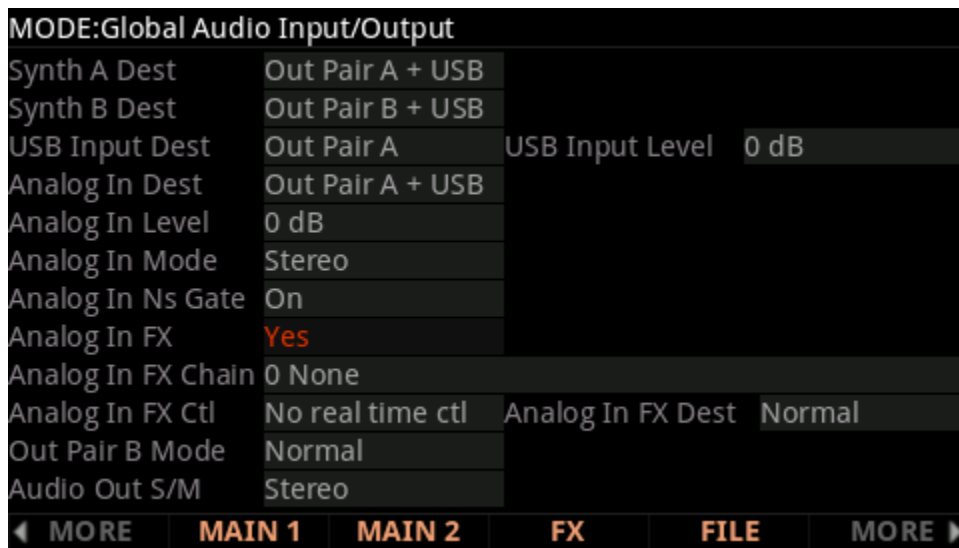 MODE:Global Audio Input/Output
Synth A Dest Out Pair A + USB
Synth B Dest Out Pair B + USB
USB Input Dest Out Pair A USB Input Level 0 dB
Analog In Dest Out Pair A + USB
Analog In Level 0 dB
Analog In Mode Stereo
Analog In Ns Gate On
Analog In FX Yes
Analog In FX Chain 0 None
Analog In FX Ctl No real time ctl Analog In FX Dest Normal
Out Pair B Mode Normal
Audio Out S/M Stereo
MORE MAIN 1 MAIN 2 FX FILE MORE